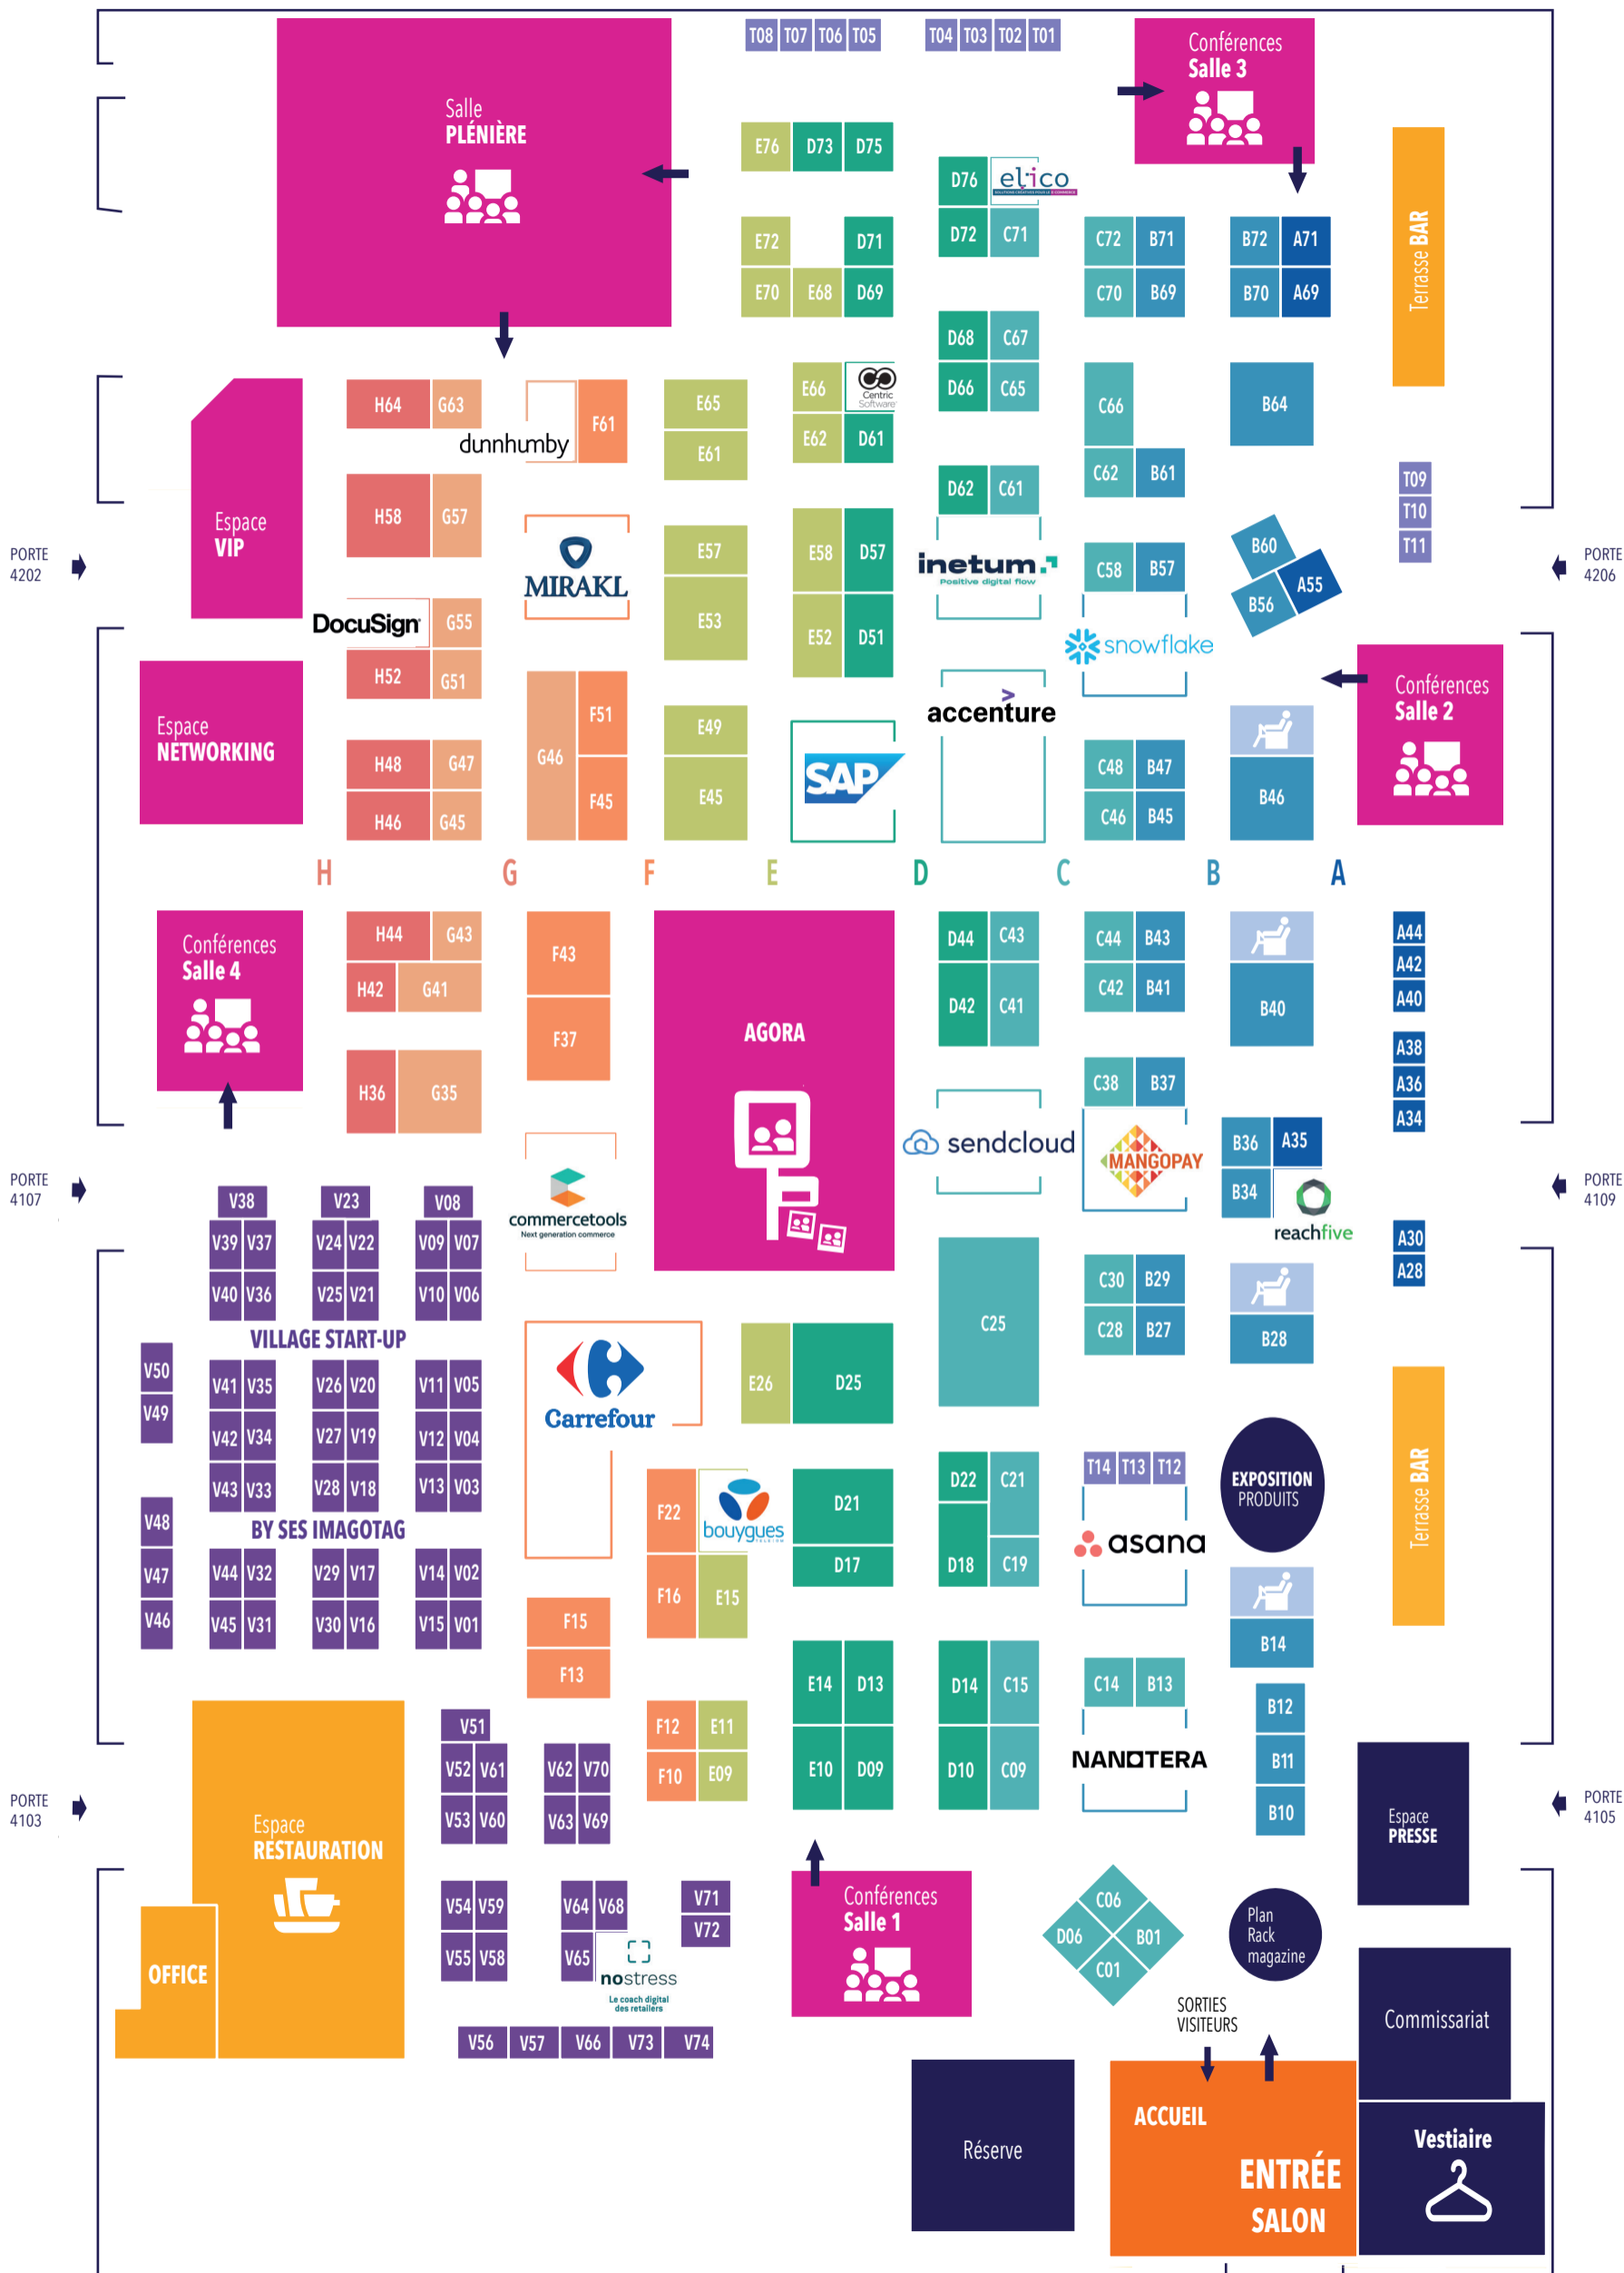 T08 T07 T06 T05
T04 T03 T02 T01
Conférences
Salle 3
Salle
PLÉNIÈRE
E76 D73 D75
D76 el·ico
D72 C71
E72 D71
C72 B71
B72 A71
E70 E68 D69
C70 B69
B70 A69
Terrasse BAR
D68 C67
D66 C65
E66 Centric
Software
E62 D61
C66
B64
H64 G63
dunnhumby
F61
E65
E61
D62 C61
C62 B61
T09
T10
T11
Espace
VIP
H58 G57
MIRAKL
E57
E53
E58 D57
E52 D51
inetum
Positive digital flow
C58 B57
B60
A55
B56
PORTE
4202
PORTE
4206
DocuSign
G55
H52 G51
snowflake
Conférences
Salle 2
Espace
NETWORKING
H48 G47
H46 G45
G46
F51
F45
E49
E45
SAP
accenture
C48 B47
C46 B45
B46
H G F E D C B A
Conférences
Salle 4
H44 G43
H42 G41
H36 G35
F43
F37
AGORA
D44 C43
D42 C41
C44 B43
C42 B41
B40
A44
A42
A40
A38
A36
A34
C38 B37
sendcloud
MANGOPAY
B36 A35
B34 reachfive
A30
A28
PORTE
4107
PORTE
4109
commercetools
Next generation commerce
V38 V23 V08
V39 V37 V24 V22 V09 V07
V40 V36 V25 V21 V10 V06
VILLAGE START-UP
V50
V49
V41 V35 V26 V20 V11 V05
V42 V34 V27 V19 V12 V04
V43 V33 V28 V18 V13 V03
BY SES IMAGOTAG
V48
V47
V46
V44 V32 V29 V17 V14 V02
V45 V31 V30 V16 V15 V01
Carrefour
E26 D25
C25
C30 B29
C28 B27
B28
F22 bouygues
TELECOM
F16 E15
D21
D17
D22 C21
D18 C19
T14 T13 T12
asana
EXPOSITION
PRODUITS
Terrasse BAR
B14
F15
F13
E14 D13
E10 D09
D14 C15
D10 C09
C14 B13
NANOTERA
B12
B11
B10
F12 E11
F10 E09
Espace
PRESSE
PORTE
4103
PORTE
4105
Espace
RESTAURATION
OFFICE
V51
V52 V61 V62 V70
V53 V60 V63 V69
V54 V59 V64 V68
V55 V58 V65
V71
V72
nostress
Le coach digital
des retailers
V56 V57 V66 V73 V74
Conférences
Salle 1
C06
D06 B01
C01
Plan
Rack
magazine
SORTIES
VISITEURS
Commissariat
Réserve
ACCUEIL
ENTRÉE
SALON
Vestiaire